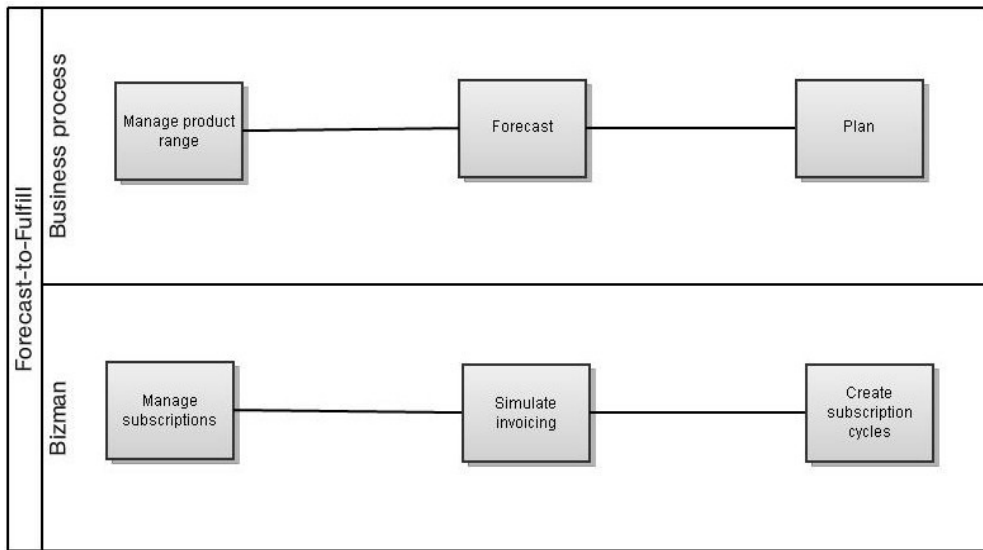 Forecast-to-Fulfill
Business process
Manage product
range
Forecast
Plan
Bizman
Manage
subscriptions
Simulate
invoicing
Create
subscription
cycles